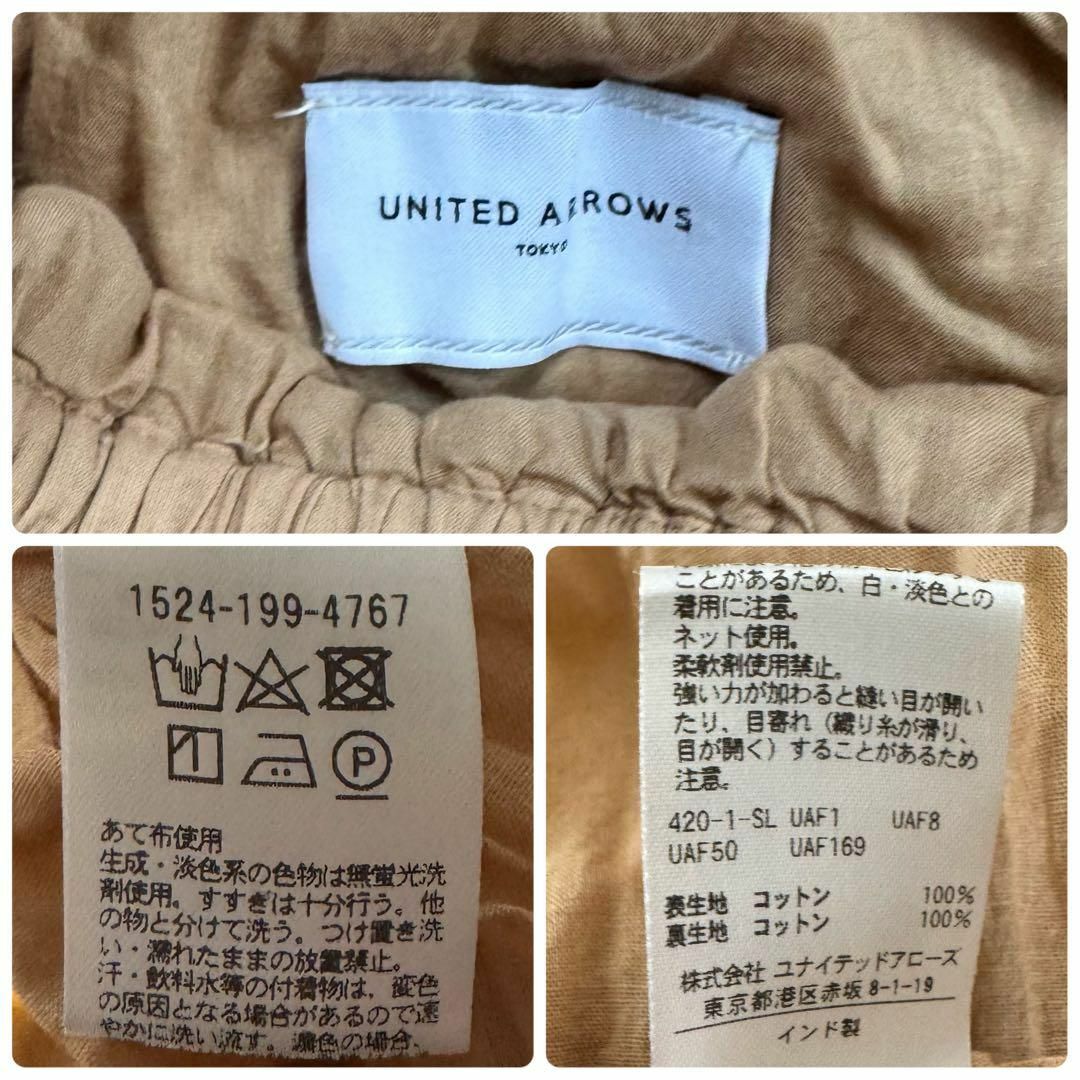 UNITED ARROWS
TOKYO
1524-199-4767
P
あて布使用
生成・淡色系の色物は無蛍光洗
剤使用。すすぎは十分行う。他
の物と分けて洗う。つけ置き洗
い・濡れたままの放置禁止。
汗・飲料水等の付着物は、変色
の原因となる場合があるので速
やかに洗い流す。濃色の場合、
ことがあるため、白・淡色との
着用に注意。
ネット使用。
柔軟剤使用禁止。
強い力が加わると縫い目が開い
たり、目寄れ（織り糸が滑り、
目が開く）することがあるため
注意。
420-1-SL UAF1 UAF8
UAF50 UAF169
表生地 コットン 100%
裏生地 コットン 100%
株式会社 ユナイテッドアローズ
東京都港区赤坂8-1-19
インド製